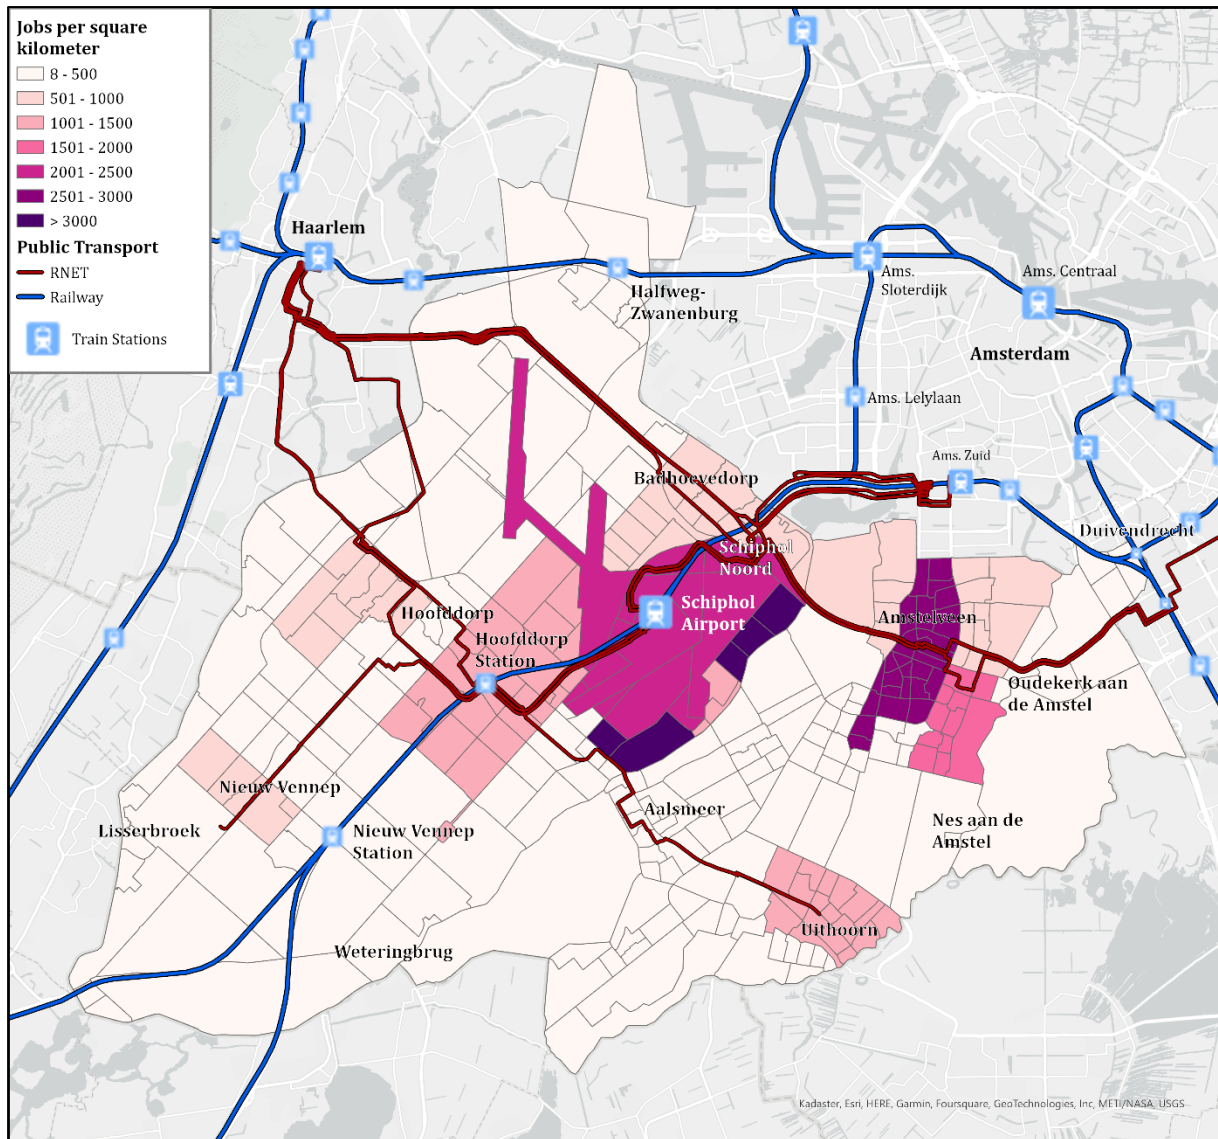 Jobs per square
kilometer
8 - 500
501 - 1000
1001 - 1500
1501 - 2000
2001 - 2500
2501 - 3000
> 3000
Public Transport
RNET
Railway
Train Stations
Haarlem
Halfweg-
Zwanenburg
Ams.
Sloterdijk
Ams. Centraal
Amsterdam
Ams. Lelylaan
Ams. Zuid
Badhoevedorp
Duivendrecht
Schiphol
Noord
Schiphol
Airport
Hoofddorp
Hoofddorp
Station
Amstelveen
Oudekerk aan
de Amstel
Nieuw Vennep
Lisserbroek
Nieuw Vennep
Station
Aalsmeer
Nes aan de
Amstel
Uithoorn
Weteringbrug
Kadaster, Esri, HERE, Garmin, Foursquare, GeoTechnologies, Inc, METI/NASA, USGS